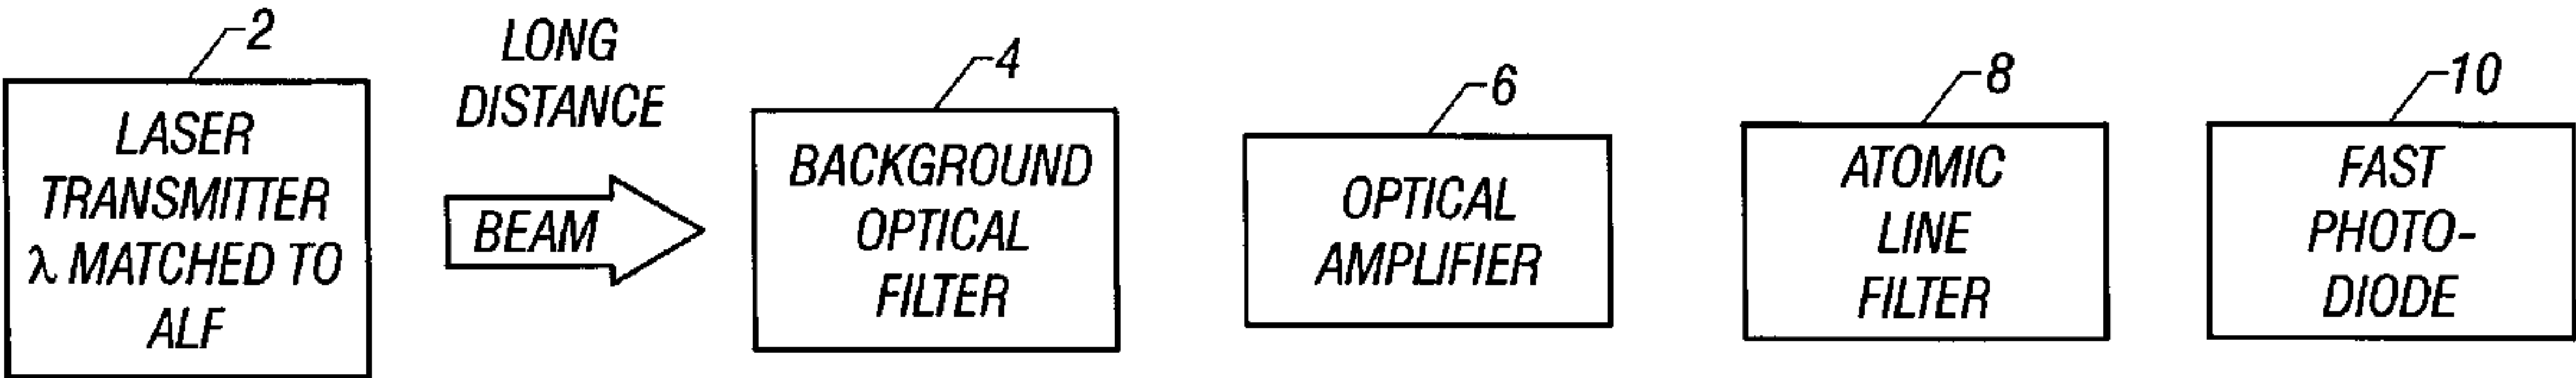 2
LASER
TRANSMITTER
λ MATCHED TO
ALF
LONG
DISTANCE
BEAM
4
BACKGROUND
OPTICAL
FILTER
6
OPTICAL
AMPLIFIER
8
ATOMIC
LINE
FILTER
10
FAST
PHOTO-
DIODE